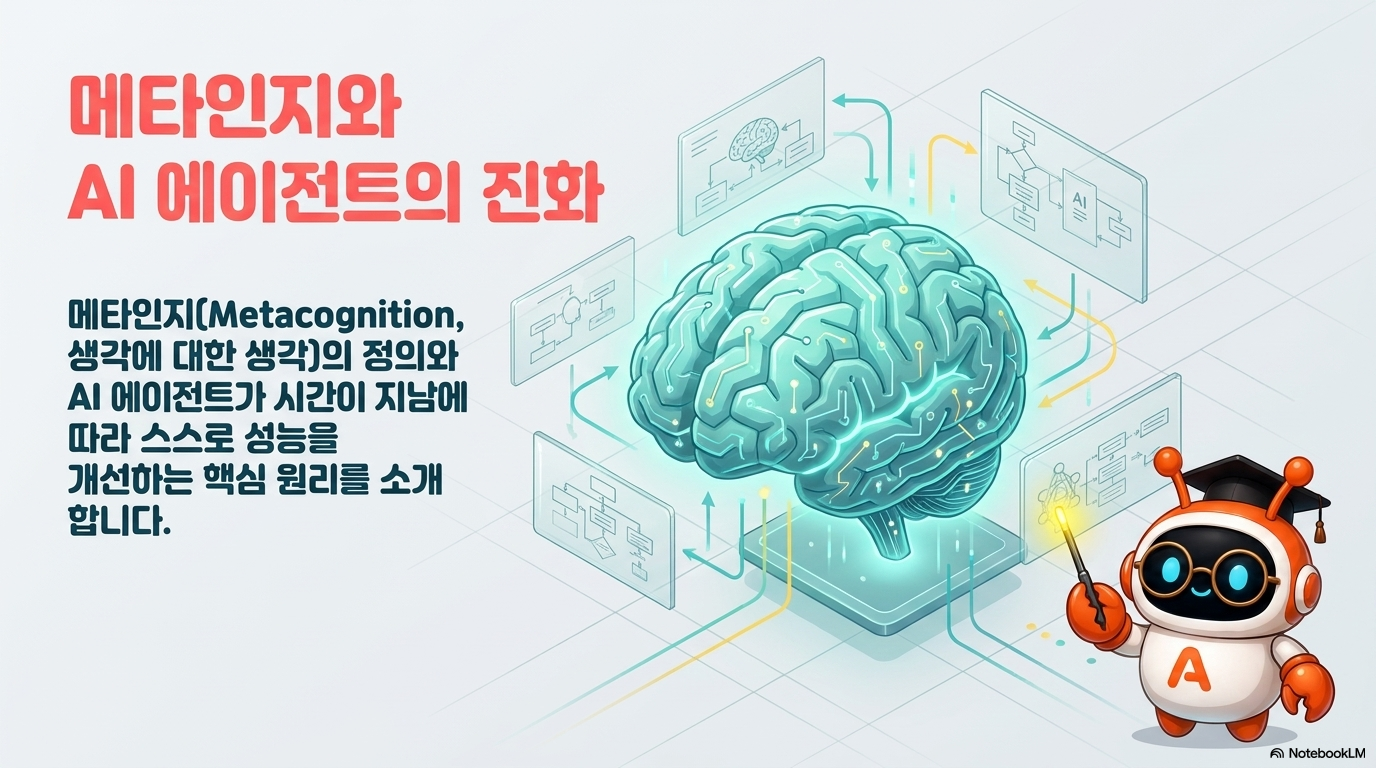 메타인지와
AI 에이전트의 진화
메타인지(Metacognition,
생각에 대한 생각)의 정의와
AI 에이전트가 시간이 지남에
따라 스스로 성능을
개선하는 핵심 원리를 소개
합니다.
AI
A
NotebookLM